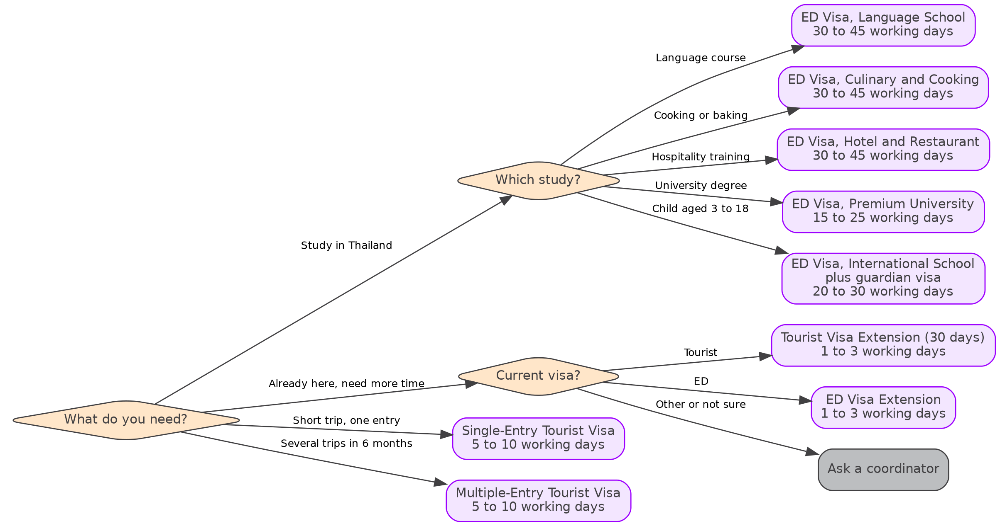 ED Visa, Language School
30 to 45 working days
Language course
ED Visa, Culinary and Cooking
30 to 45 working days
Cooking or baking
ED Visa, Hotel and Restaurant
30 to 45 working days
Hospitality training
Which study?
University degree
ED Visa, Premium University
15 to 25 working days
Child aged 3 to 18
Study in Thailand
ED Visa, International School
plus guardian visa
20 to 30 working days
Tourist Visa Extension (30 days)
1 to 3 working days
Tourist
Current visa?
Already here, need more time
ED
ED Visa Extension
1 to 3 working days
Other or not sure
What do you need?
Short trip, one entry
Single-Entry Tourist Visa
5 to 10 working days
Several trips in 6 months
Ask a coordinator
Multiple-Entry Tourist Visa
5 to 10 working days